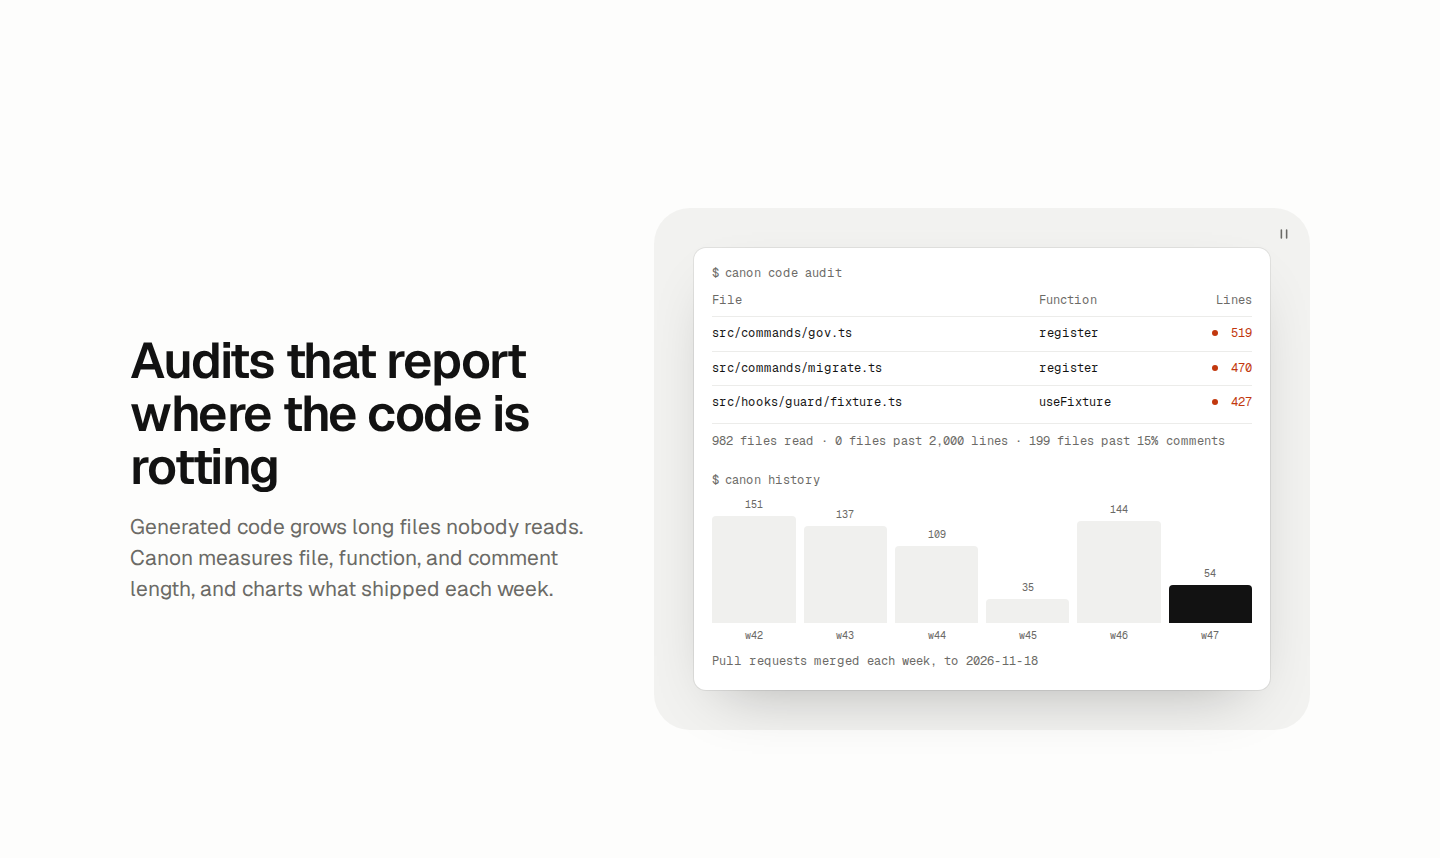 Audits that report
where the code is
rotting
Generated code grows long files nobody reads.
Canon measures file, function, and comment
length, and charts what shipped each week.
$ canon code audit
File Function Lines
src/commands/gov.ts register 519
src/commands/migrate.ts register 470
src/hooks/guard/fixture.ts useFixture 427
982 files read · 0 files past 2,000 lines · 199 files past 15% comments
$ canon history
151 137 109 35 144 54
w42 w43 w44 w45 w46 w47
Pull requests merged each week, to 2026-11-18